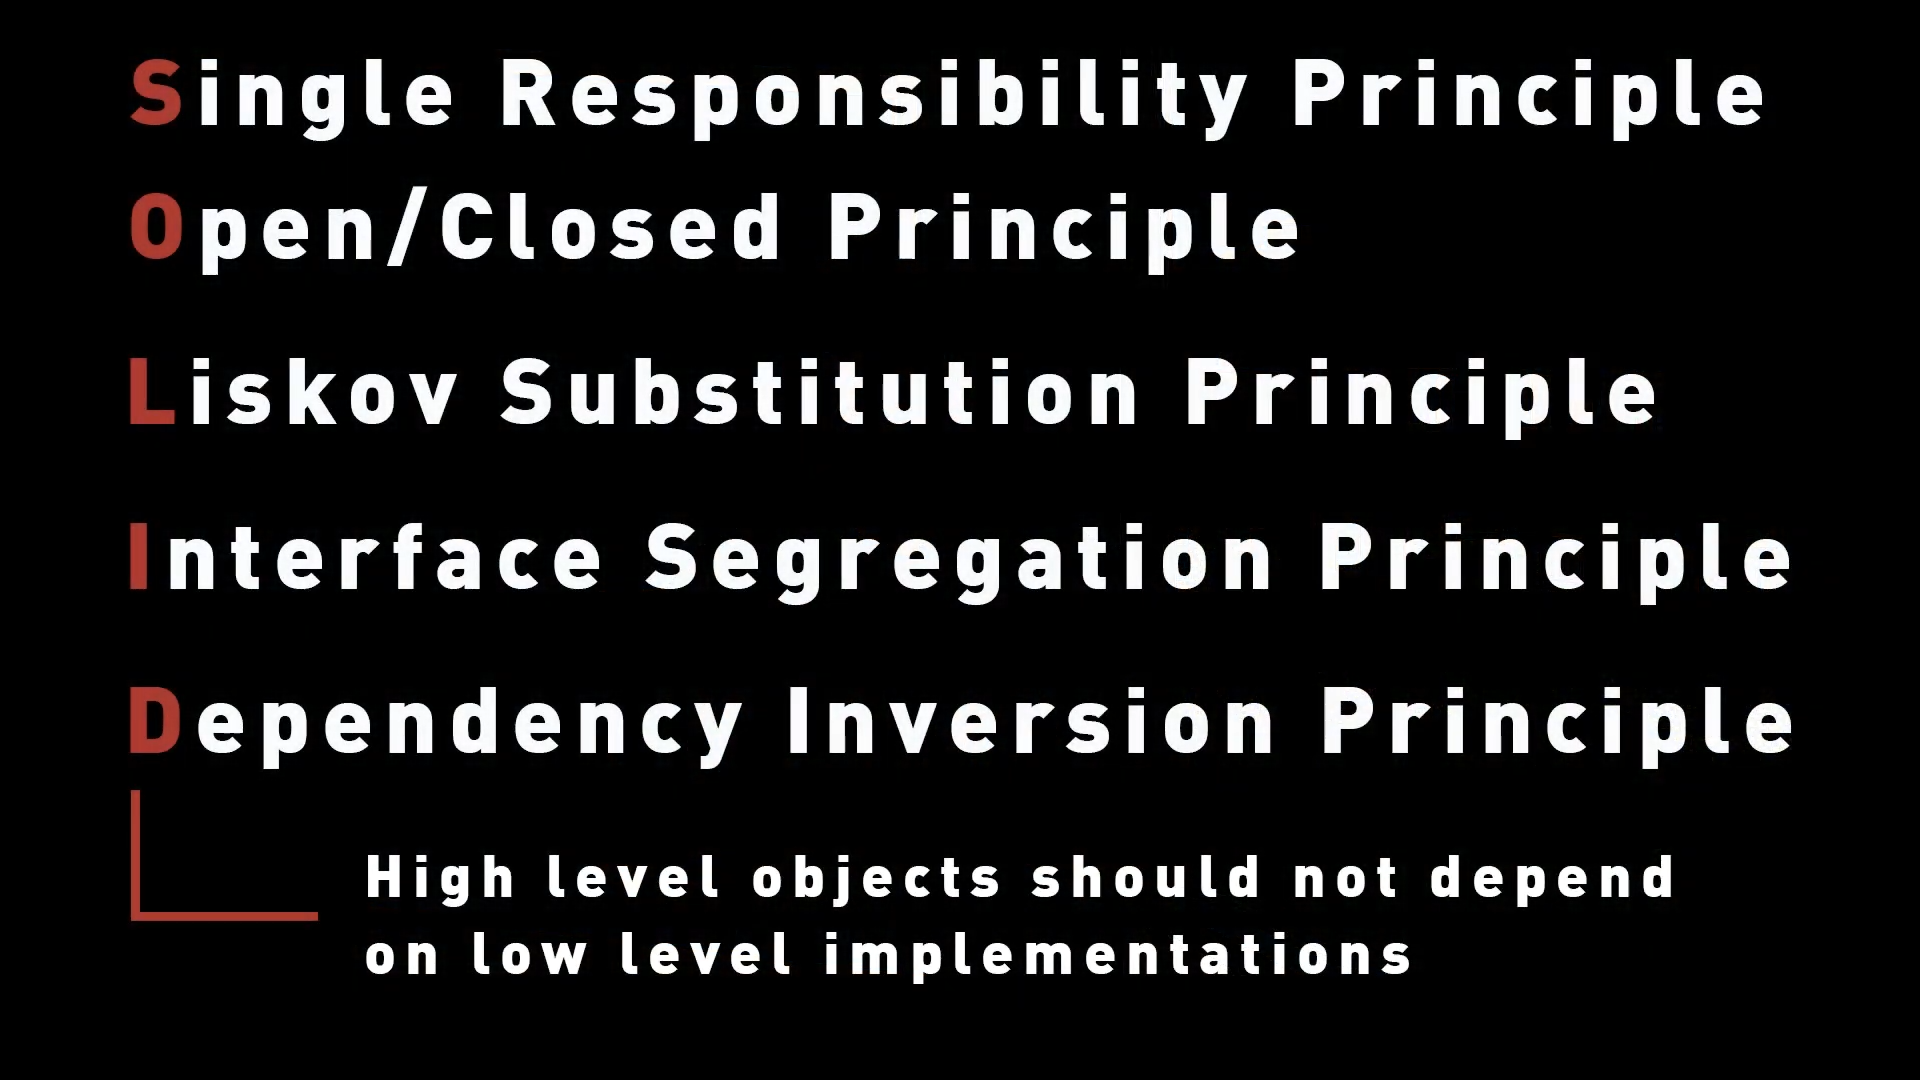 Single Responsibility Principle
Open/Closed Principle
Liskov Substitution Principle
Interface Segregation Principle
Dependency Inversion Principle
High level objects should not depend
on low level implementations